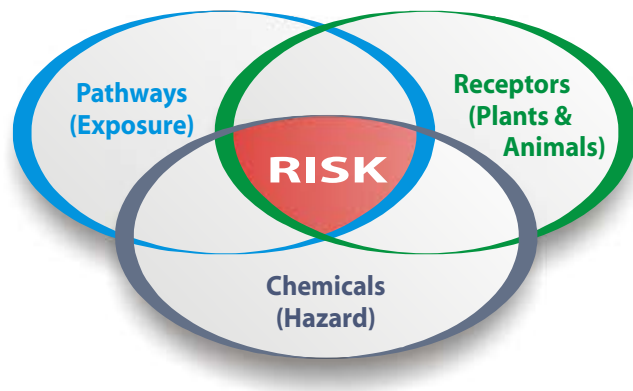 Pathways
(Exposure)
Receptors
(Plants &
Animals)
RISK
Chemicals
(Hazard)